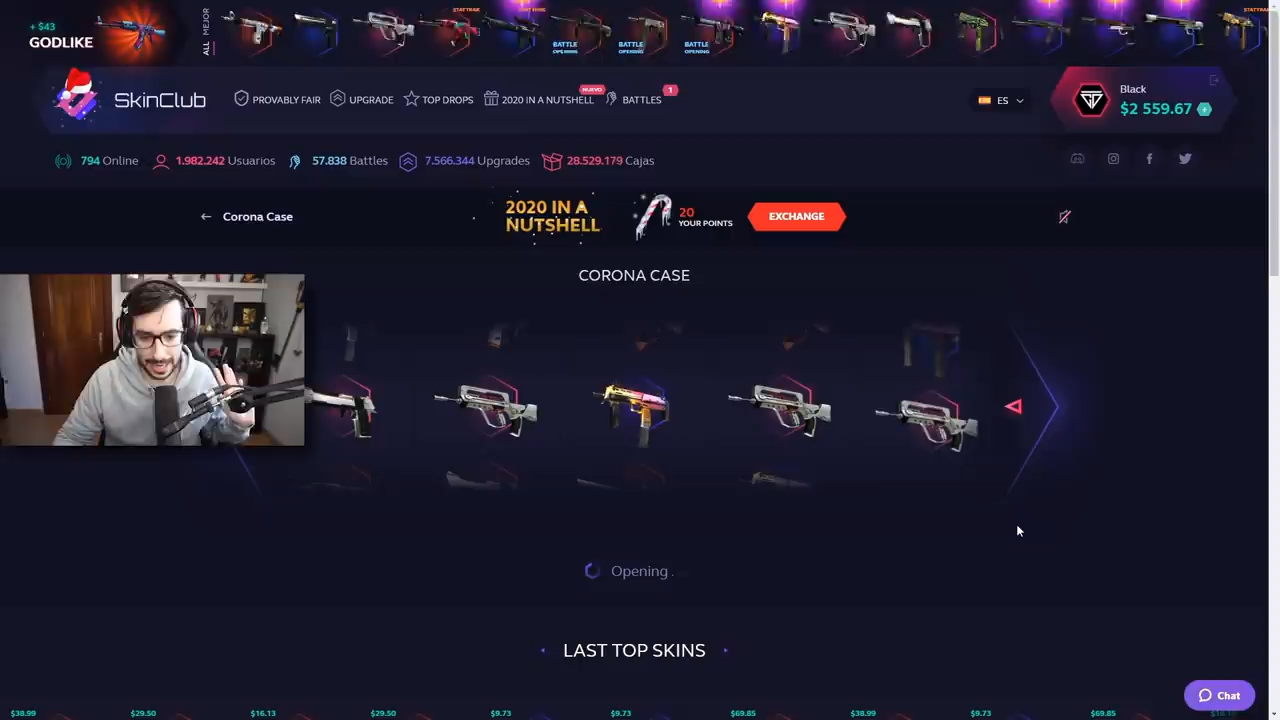 + $43
GODLIKE
ALL MEJOR
STATTRAK
BATTLE
OPENING
BATTLE
OPENING
BATTLE
OPENING
SkinClub
PROVABLY FAIR
UPGRADE
TOP DROPS
NUEVO
2020 IN A NUTSHELL
BATTLES
1
ES
Black
$2 559.67
794 Online
1.982.242 Usuarios
57.838 Battles
7.566.344 Upgrades
28.529.179 Cajas
← Corona Case
2020 IN A
NUTSHELL
20
YOUR POINTS
EXCHANGE
CORONA CASE
Opening .
LAST TOP SKINS
Chat
$38.99 $29.50 $16.13 $29.50 $9.73 $9.73 $69.85 $38.99 $9.73 $69.85